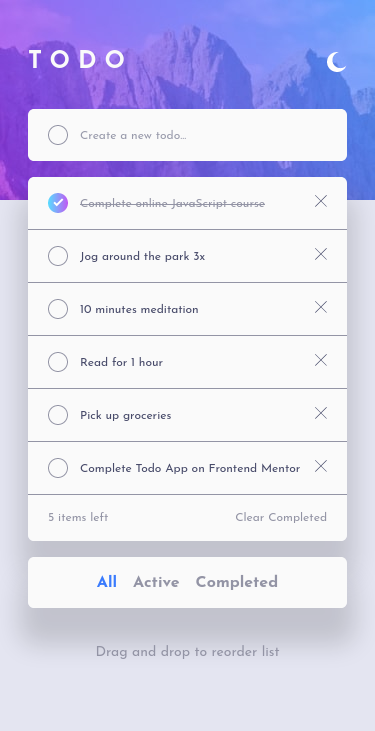 TODO
Create a new todo...
Complete online JavaScript course
Jog around the park 3x
10 minutes meditation
Read for 1 hour
Pick up groceries
Complete Todo App on Frontend Mentor
5 items left Clear Completed
All Active Completed
Drag and drop to reorder list